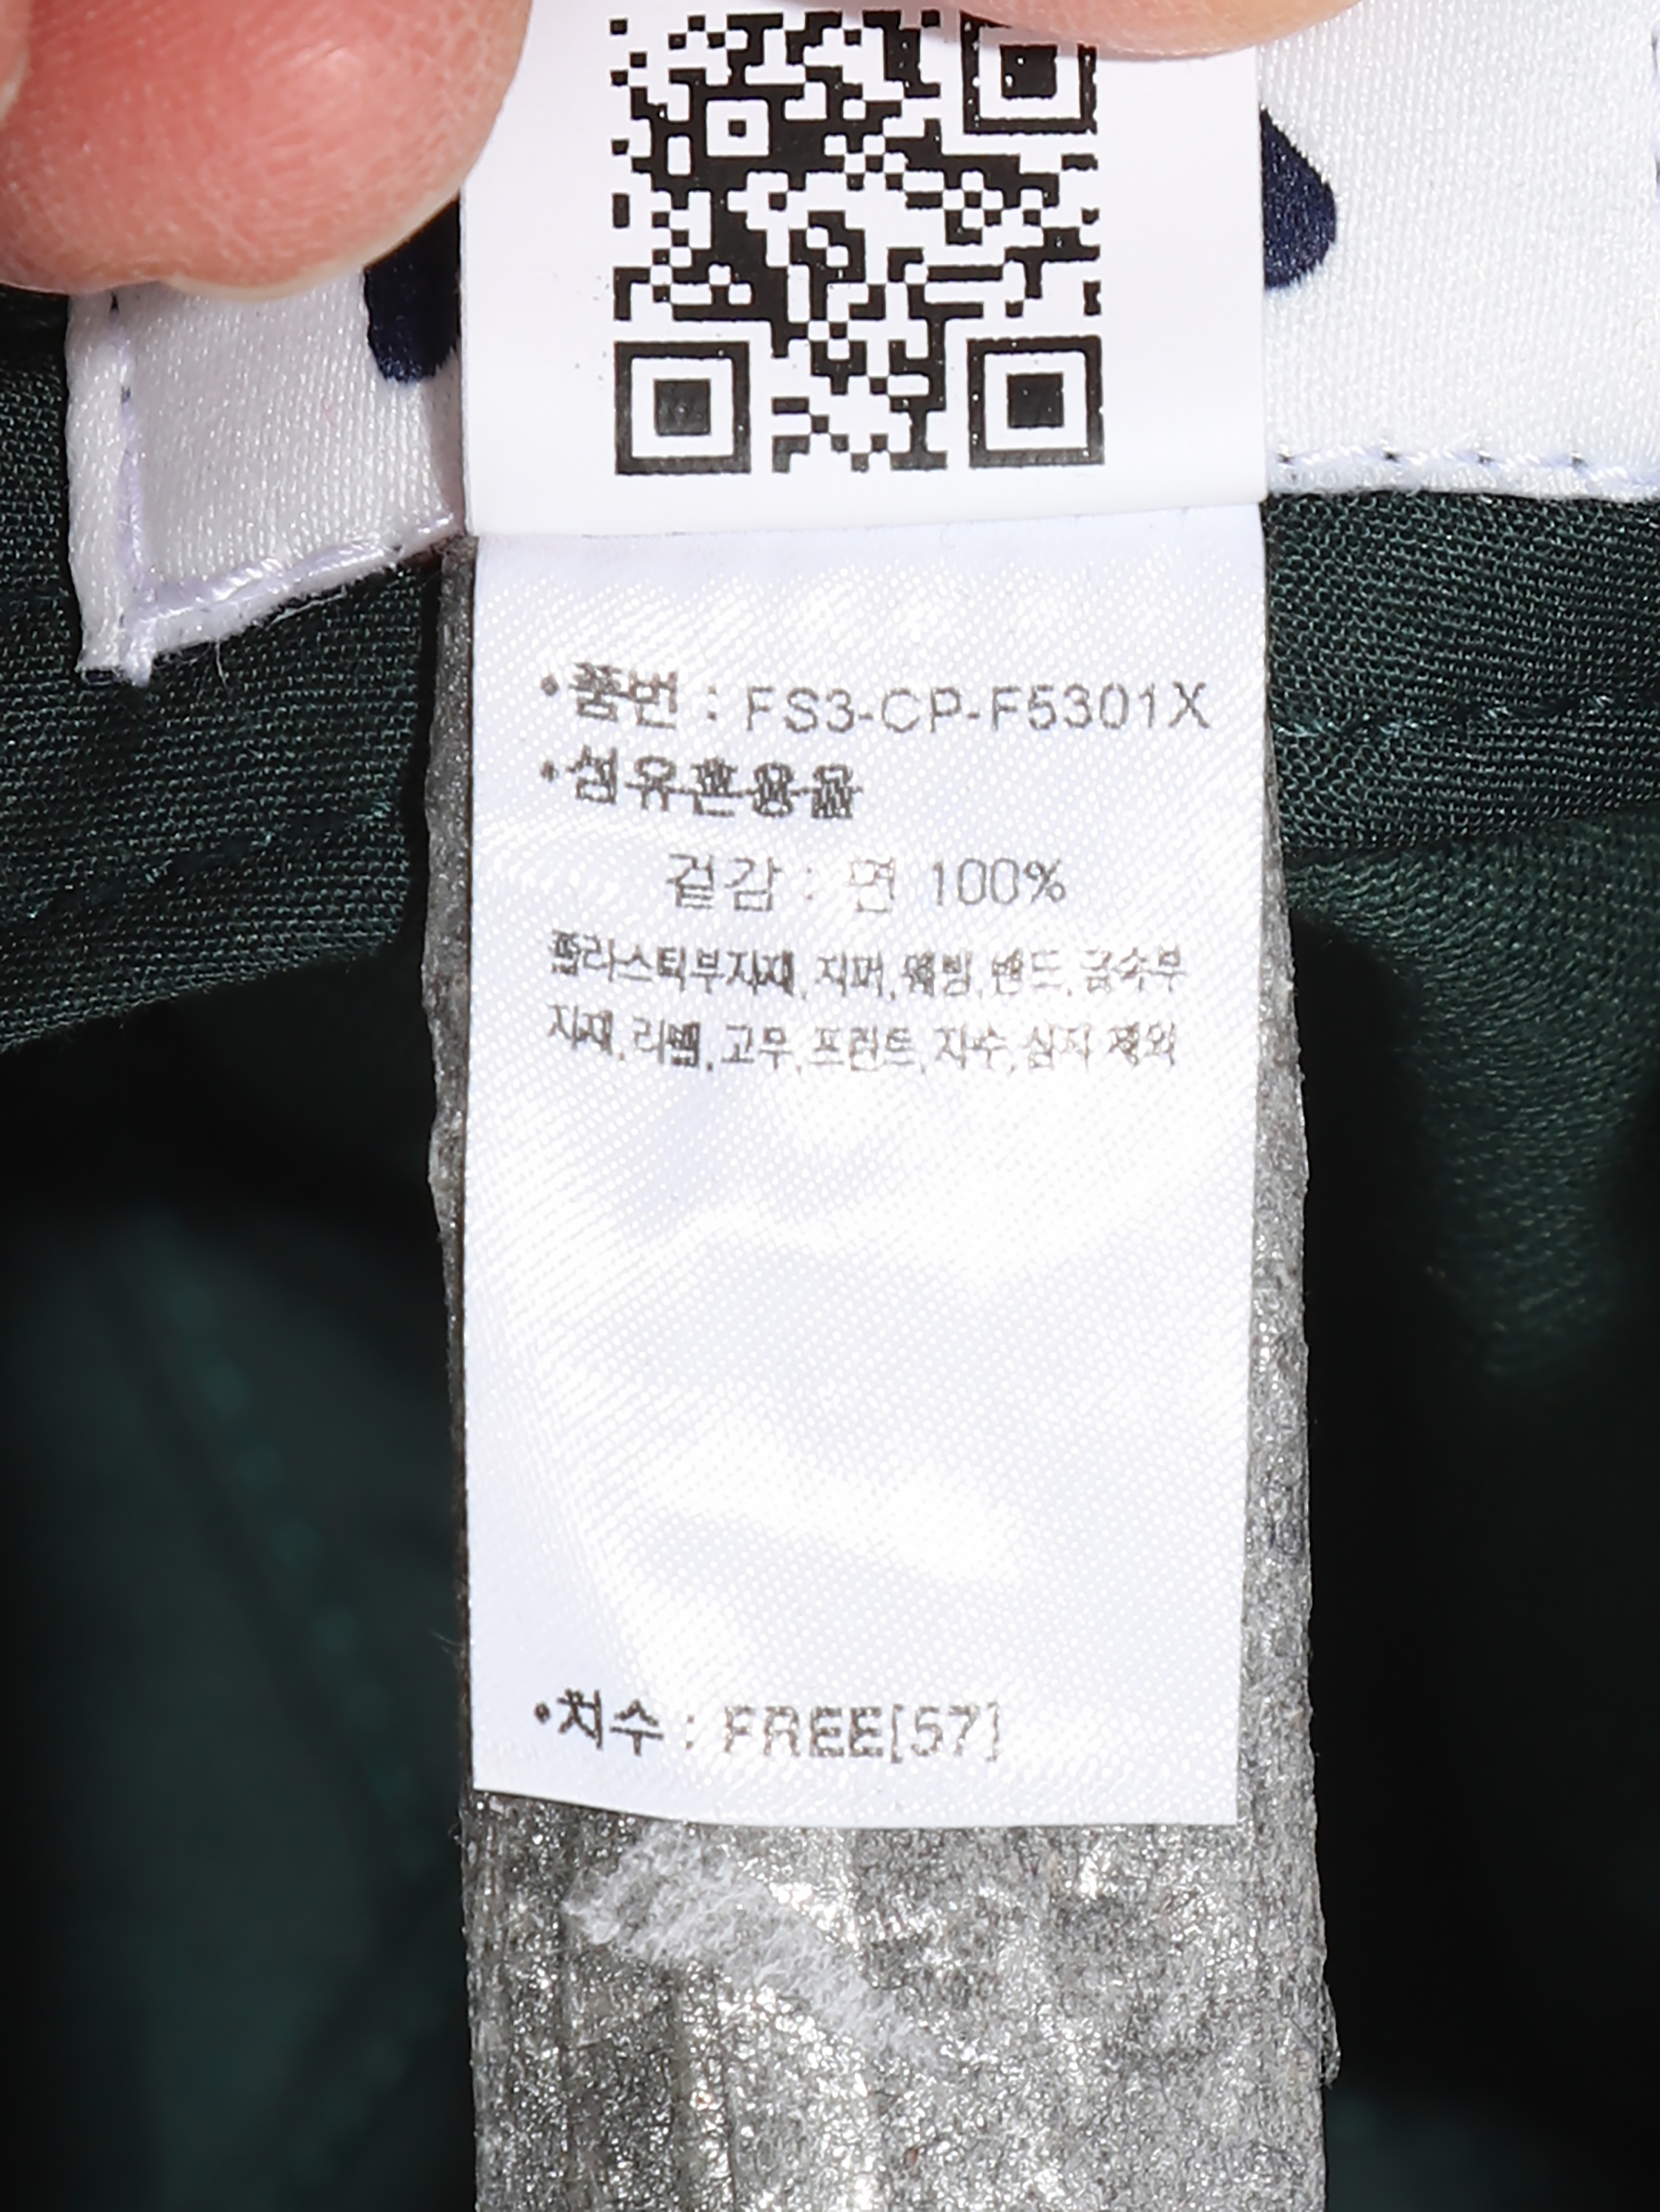 •품번 : FS3-CP-F5301X
•섬유혼용율
겉감 : 면 100%
플라스틱부자재,지퍼,웨빙,밴드,금속부
자재,라벨,고무,프린트,자수,심지 제외
•치수 : FREE[57]